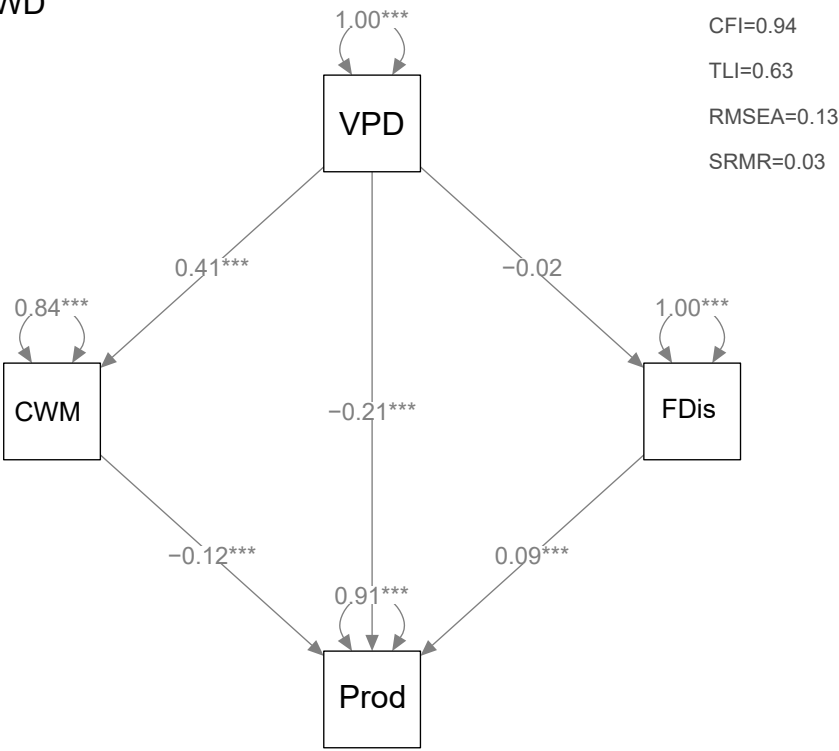 WD
1.00***
CFI=0.94
TLI=0.63
RMSEA=0.13
SRMR=0.03
VPD
0.41***
−0.02
0.84***
1.00***
CWM
−0.21***
FDis
−0.12***
0.09***
0.91***
Prod